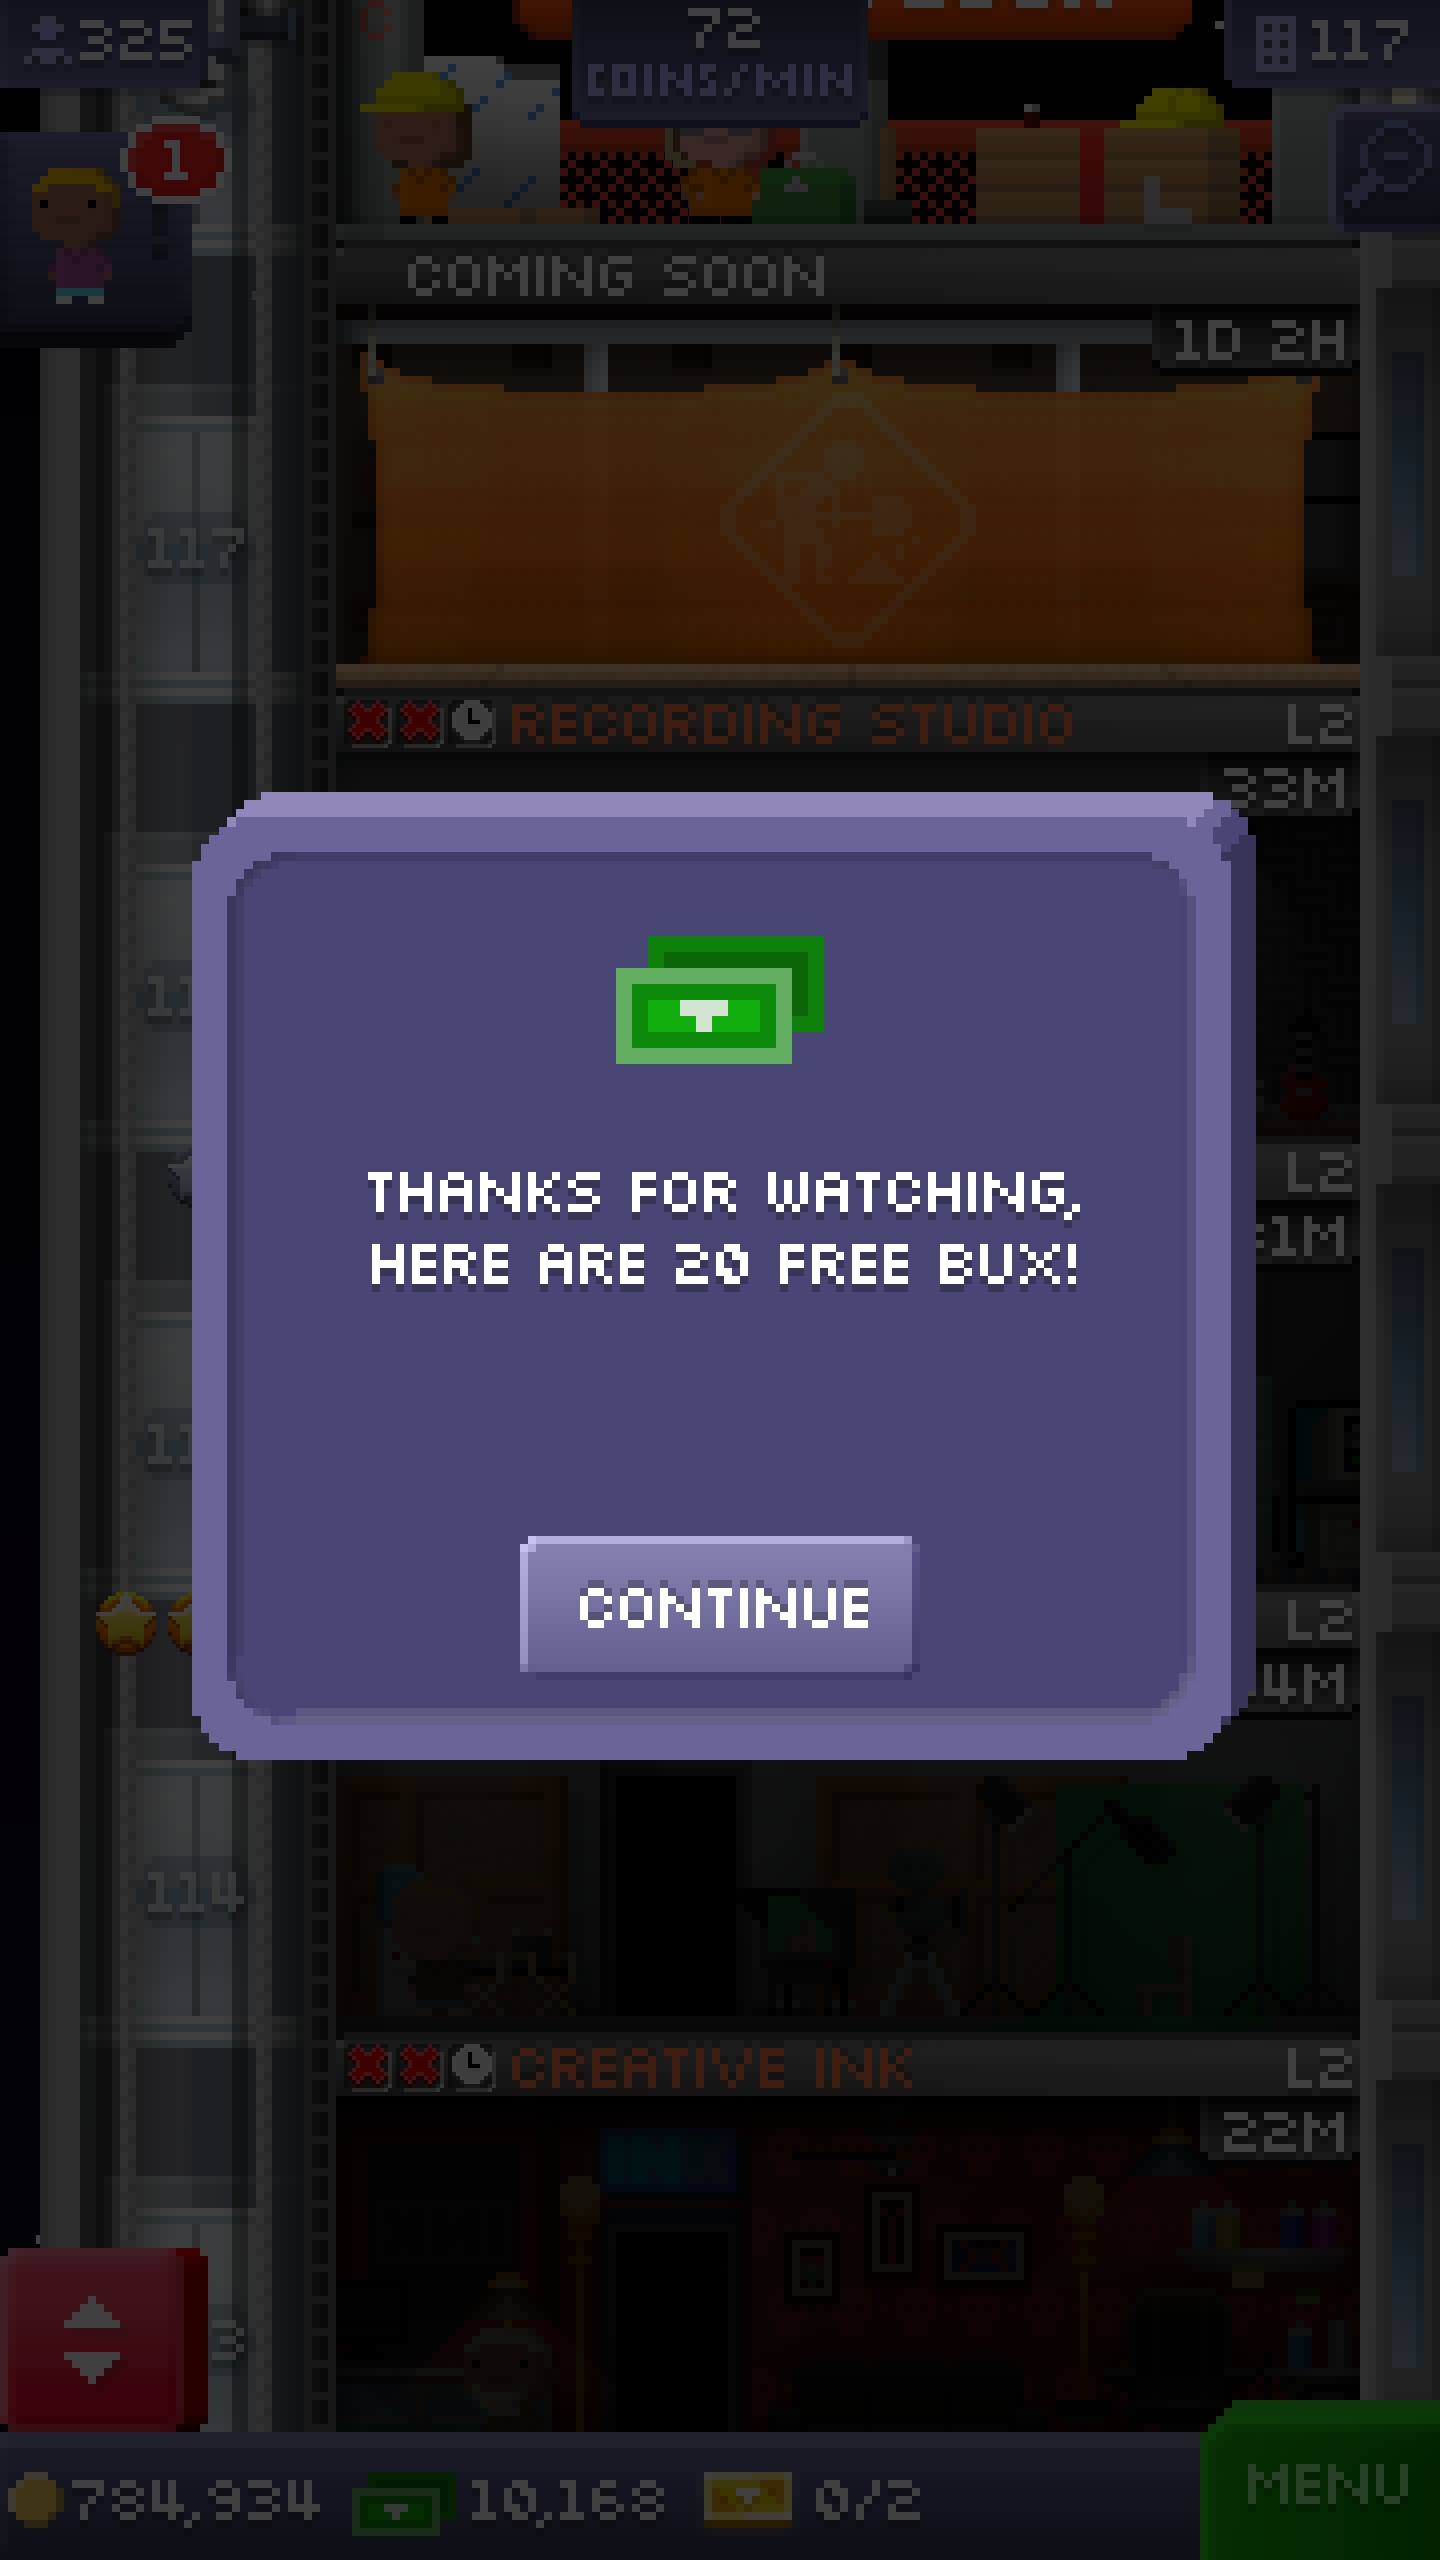 325
72
COINS/MIN
117
1
COMING SOON
1D 2H
117
RECORDING STUDIO
L2
33M
L2
1M
L2
4M
THANKS FOR WATCHING,
HERE ARE 20 FREE BUX!
CONTINUE
114
CREATIVE INK
L2
22M
3
784,934
10,168
0/2
MENU